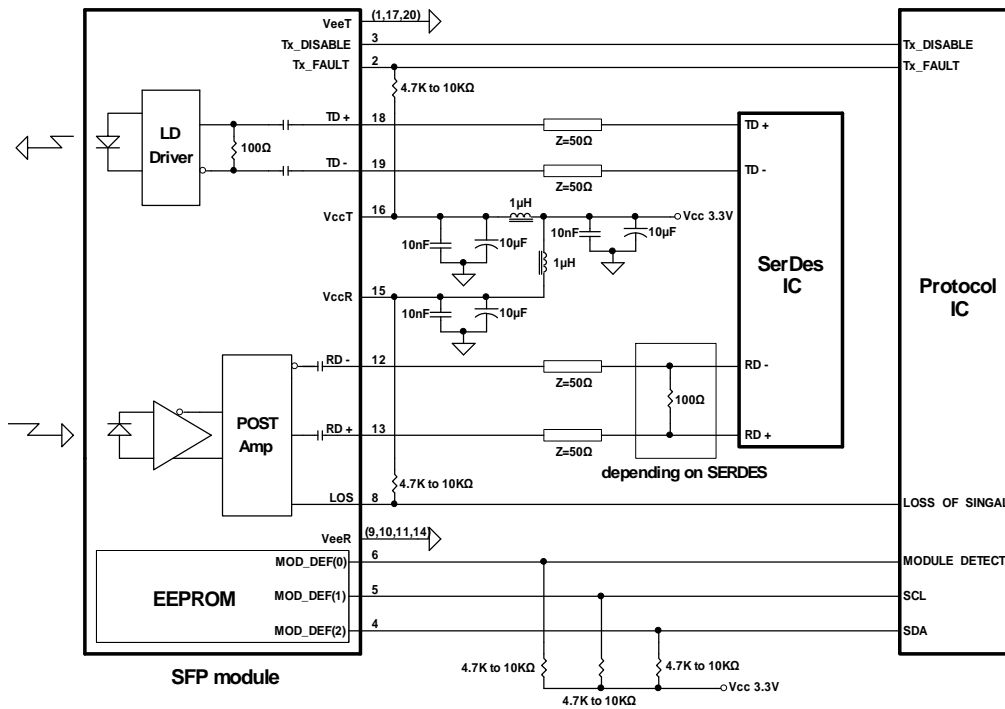 VeeT
(1,17,20)
Tx_DISABLE
3
Tx_DISABLE
Tx_FAULT
2
Tx_FAULT
4.7K to 10KΩ
LD
Driver
100Ω
TD +
18
Z=50Ω
TD +
TD -
19
Z=50Ω
TD -
1μH
VccT
16
Vcc 3.3V
10nF
10μF
10nF
10μF
1μH
SerDes
IC
Protocol
IC
VccR
15
10nF
10μF
RD -
12
Z=50Ω
RD -
100Ω
POST
Amp
RD +
13
Z=50Ω
RD +
depending on SERDES
4.7K to 10KΩ
LOS
8
LOSS OF SINGAL
VeeR
(9,10,11,14)
EEPROM
MOD_DEF(0)
6
MODULE DETECT
MOD_DEF(1)
5
SCL
MOD_DEF(2)
4
SDA
4.7K to 10KΩ
4.7K to 10KΩ
4.7K to 10KΩ
Vcc 3.3V
SFP module